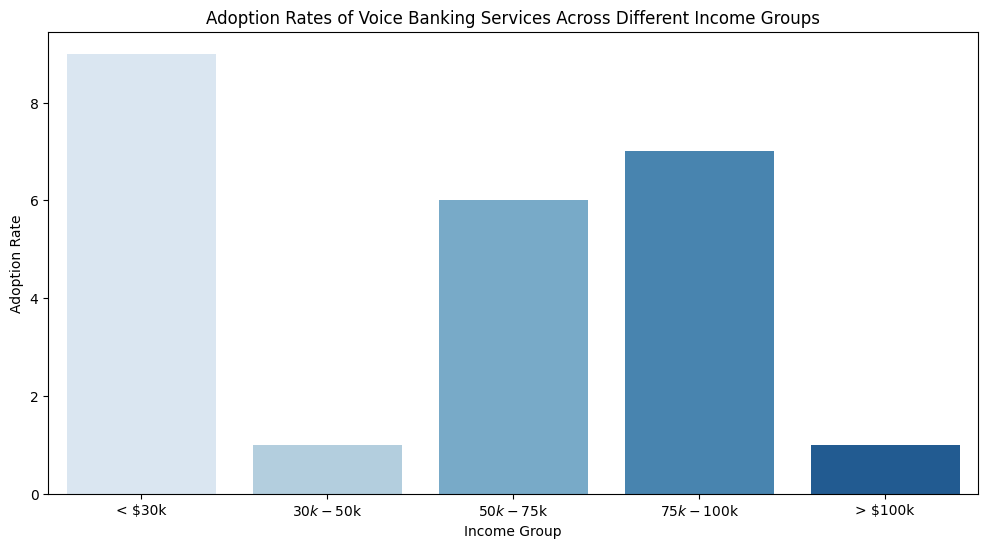 Adoption Rates of Voice Banking Services Across Different Income Groups
Adoption Rate
8
6
4
2
0
< $30k
30k − 50k
50k − 75k
75k − 100k
> $100k
Income Group